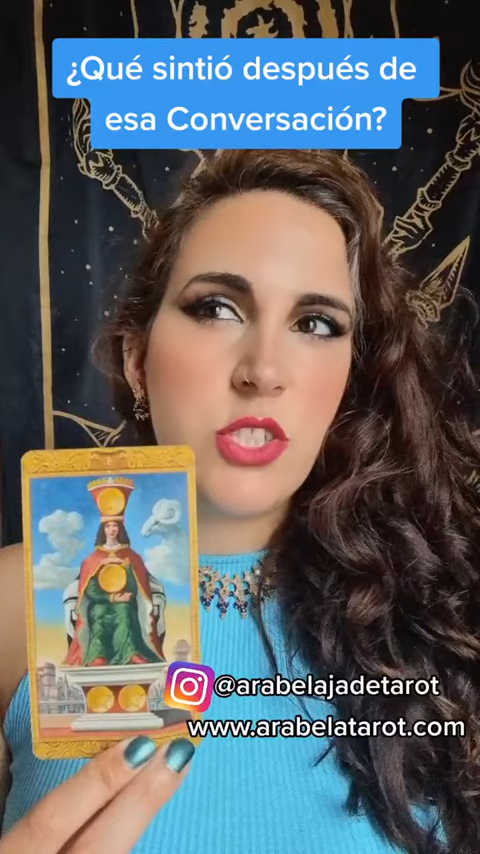 ¿Qué sintió después de
esa Conversación?
@arabelajadetarot
www.arabelatarot.com